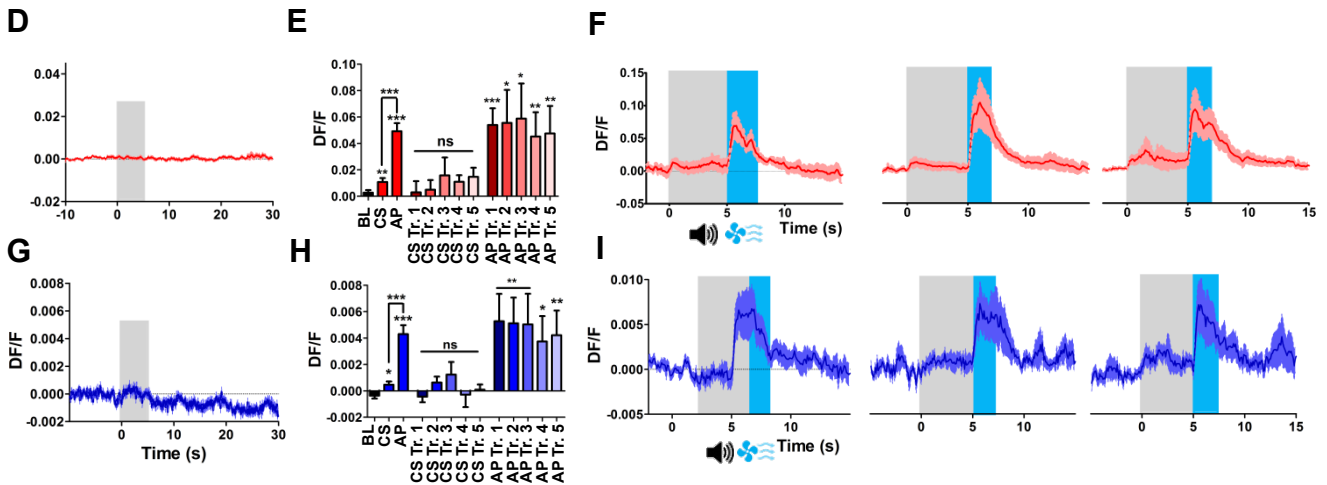 D
0.04
0.02
0.00
-0.02
-10
0
10
20
30
E
DF/F
0.10
0.08
0.06
0.04
0.02
0.00
***
**
***
ns
***
*
*
**
**
BL
CS
AP
CS Tr. 1
CS Tr. 2
CS Tr. 3
CS Tr. 4
CS Tr. 5
AP Tr. 1
AP Tr. 2
AP Tr. 3
AP Tr. 4
AP Tr. 5
F
DF/F
0.15
0.10
0.05
0.00
-0.05
0 5 10
Time (s)
0 5 10
0 5 10 15
G
DF/F
0.008
0.006
0.004
0.002
0.000
-0.002
0 10 20 30
Time (s)
H
DF/F
0.008
0.006
0.004
0.002
0.000
-0.002
***
*
***
ns
**
*
**
BL
CS
AP
CS Tr. 1
CS Tr. 2
CS Tr. 3
CS Tr. 4
CS Tr. 5
AP Tr. 1
AP Tr. 2
AP Tr. 3
AP Tr. 4
AP Tr. 5
I
DF/F
0.010
0.005
0.000
-0.005
0 5 10
Time (s)
0 5 10
0 5 10 15